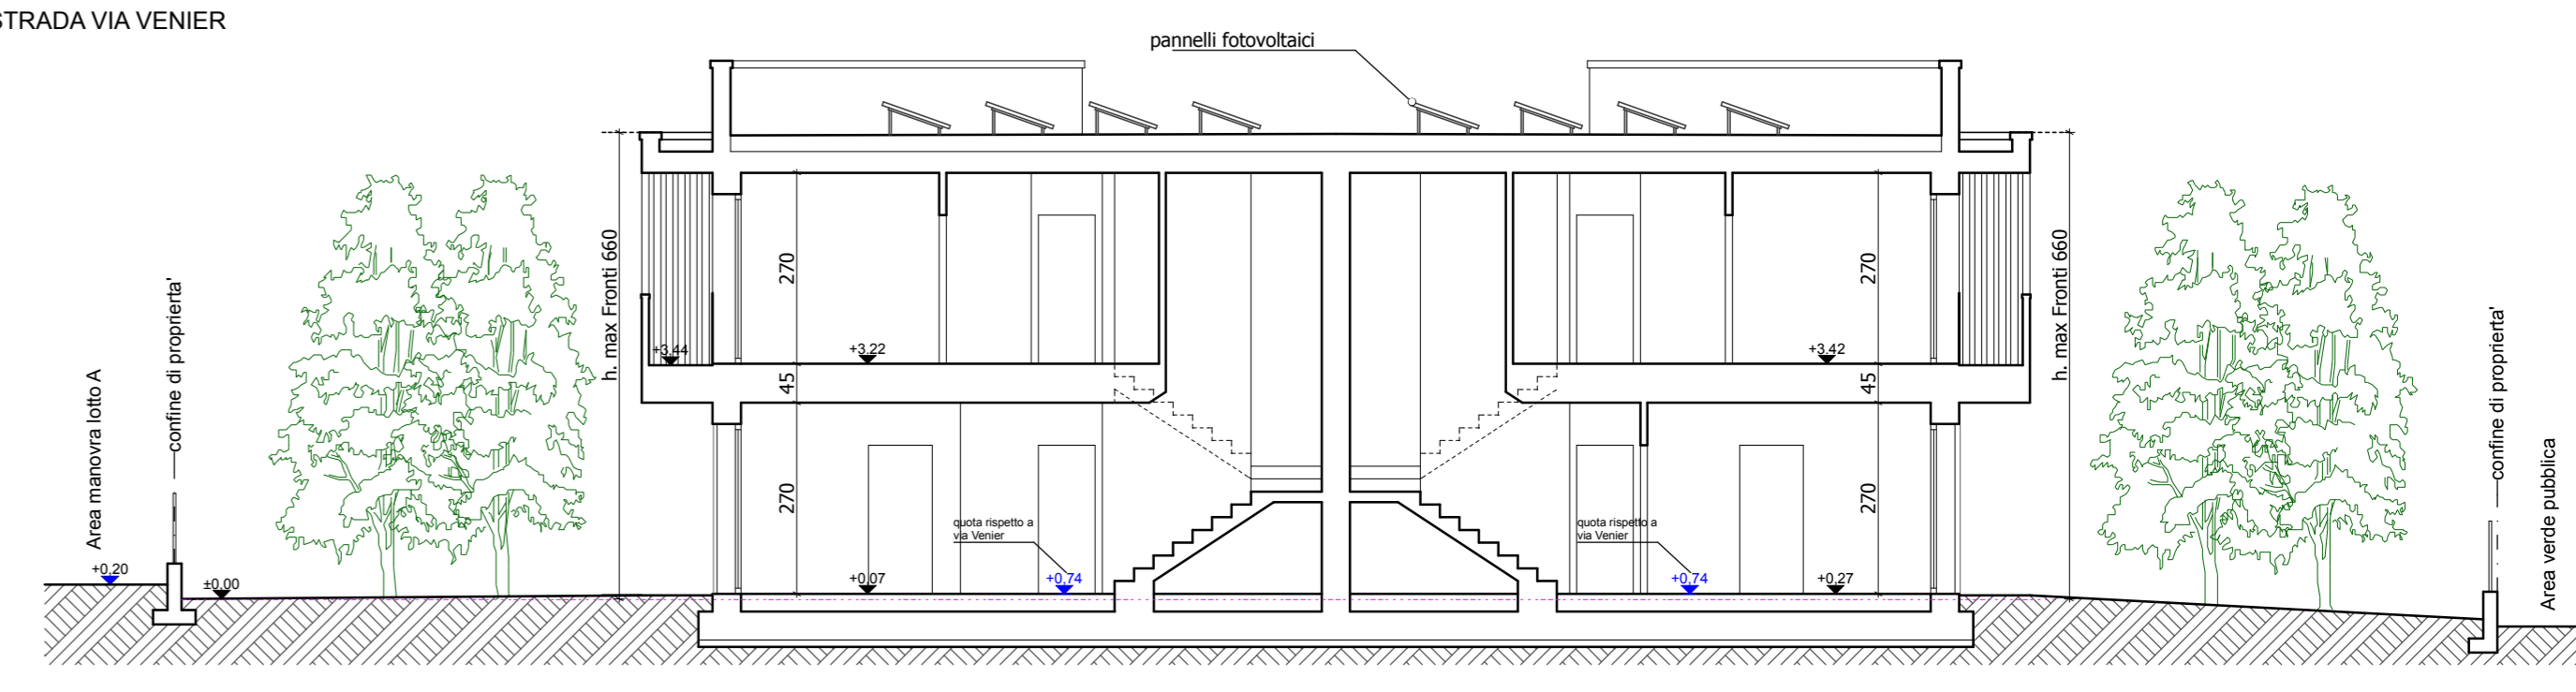 STRADA VIA VENIER
pannelli fotovoltaici
Area manovra lotto A
confine di proprieta'
h. max Fronti 660
270
45
270
+3.44
+3.22
+3.42
270
45
270
h. max Fronti 660
confine di proprieta'
Area verde pubblica
quota rispetto a
via Venier
quota rispetto a
via Venier
+0,20
±0,00
+0,07
+0,74
+0,74
+0,27